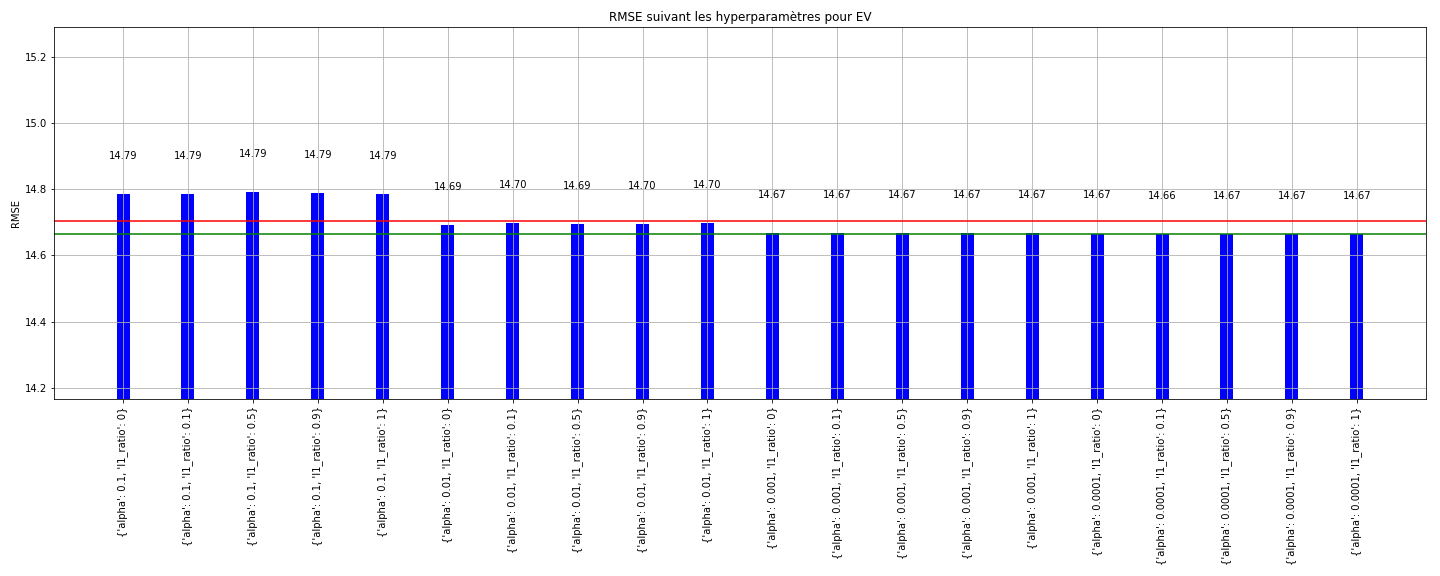 RMSE suivant les hyperparamètres pour EV
RMSE
15.2
15.0
14.8
14.6
14.4
14.2
14.79
14.79
14.79
14.79
14.79
14.69
14.70
14.69
14.70
14.70
14.67
14.67
14.67
14.67
14.67
14.67
14.66
14.67
14.67
14.67
{'alpha': 0.1, 'l1_ratio': 0}
{'alpha': 0.1, 'l1_ratio': 0.1}
{'alpha': 0.1, 'l1_ratio': 0.5}
{'alpha': 0.1, 'l1_ratio': 0.9}
{'alpha': 0.1, 'l1_ratio': 1}
{'alpha': 0.01, 'l1_ratio': 0}
{'alpha': 0.01, 'l1_ratio': 0.1}
{'alpha': 0.01, 'l1_ratio': 0.5}
{'alpha': 0.01, 'l1_ratio': 0.9}
{'alpha': 0.01, 'l1_ratio': 1}
{'alpha': 0.001, 'l1_ratio': 0}
{'alpha': 0.001, 'l1_ratio': 0.1}
{'alpha': 0.001, 'l1_ratio': 0.5}
{'alpha': 0.001, 'l1_ratio': 0.9}
{'alpha': 0.001, 'l1_ratio': 1}
{'alpha': 0.0001, 'l1_ratio': 0}
{'alpha': 0.0001, 'l1_ratio': 0.1}
{'alpha': 0.0001, 'l1_ratio': 0.5}
{'alpha': 0.0001, 'l1_ratio': 0.9}
{'alpha': 0.0001, 'l1_ratio': 1}